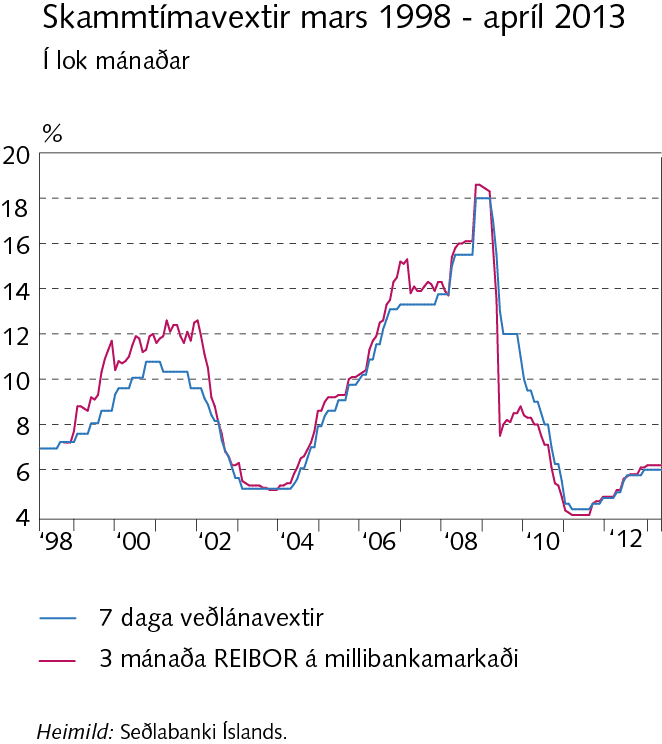 Skammtímavextir mars 1998 - apríl 2013
Í lok mánaðar
%
20
18
16
14
12
10
8
6
4
‘98 ‘00 ‘02 ‘04 ‘06 ‘08 ‘10 ‘12
7 daga veðlánavextir
3 mánaða REIBOR á millibankamarkaði
Heimild: Seðlabanki Íslands.